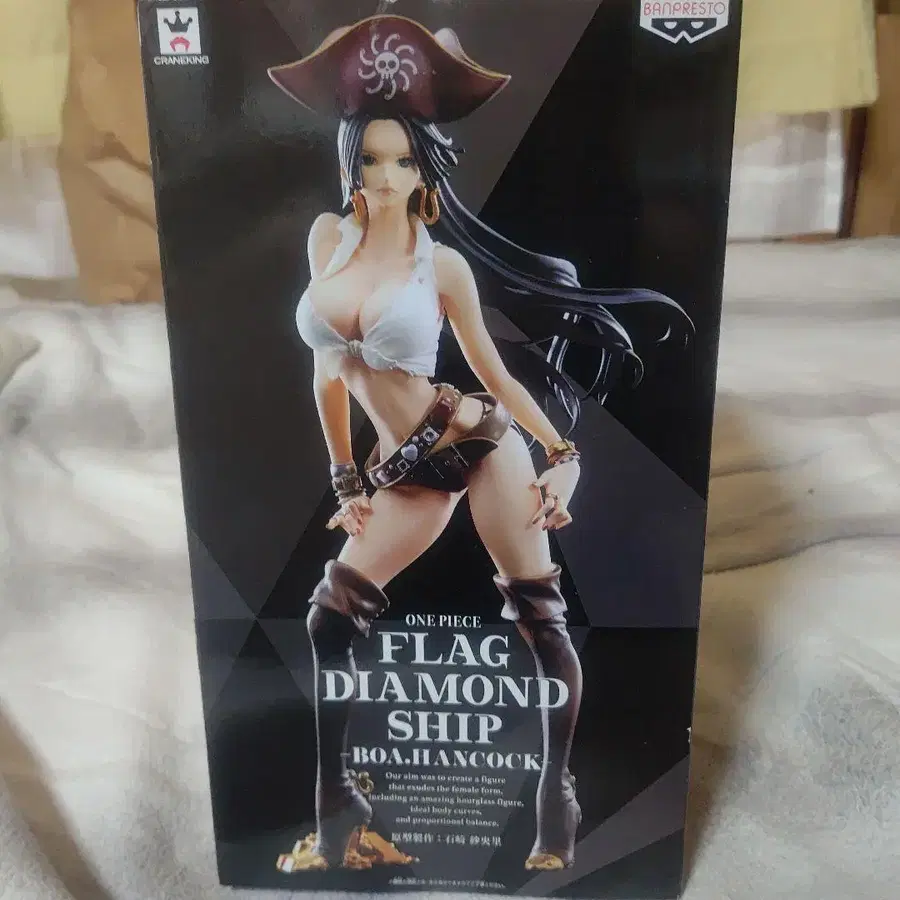 CRANEKING
BANPRESTO
ONE PIECE
FLAG
DIAMOND
SHIP
-BOA.HANCOCK-
Our aim was to create a figure
that exudes the female form,
including an amazing hourglass figure,
ideal body curves,
and proportional balance.
原型製作：石﨑 紗央里